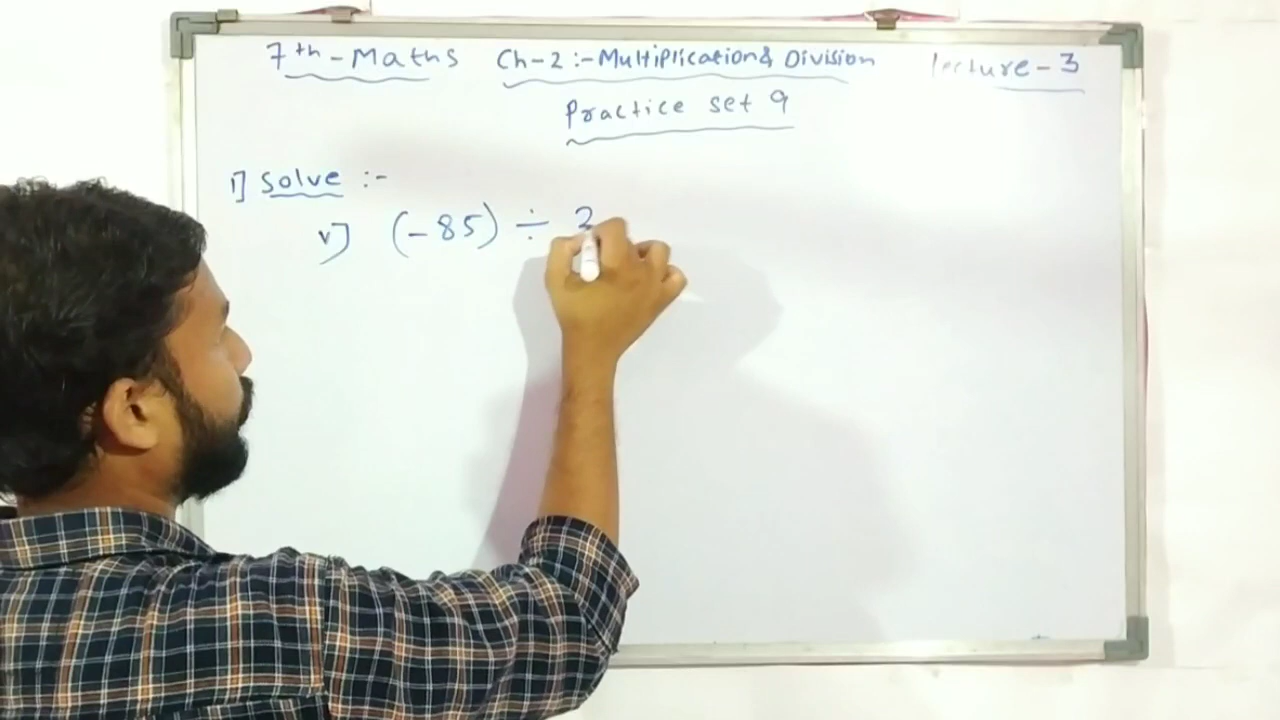 7th - Maths Ch-2 :- Multiplication & Division lecture - 3
Practice set 9
1] Solve :-
v] (-85) ÷